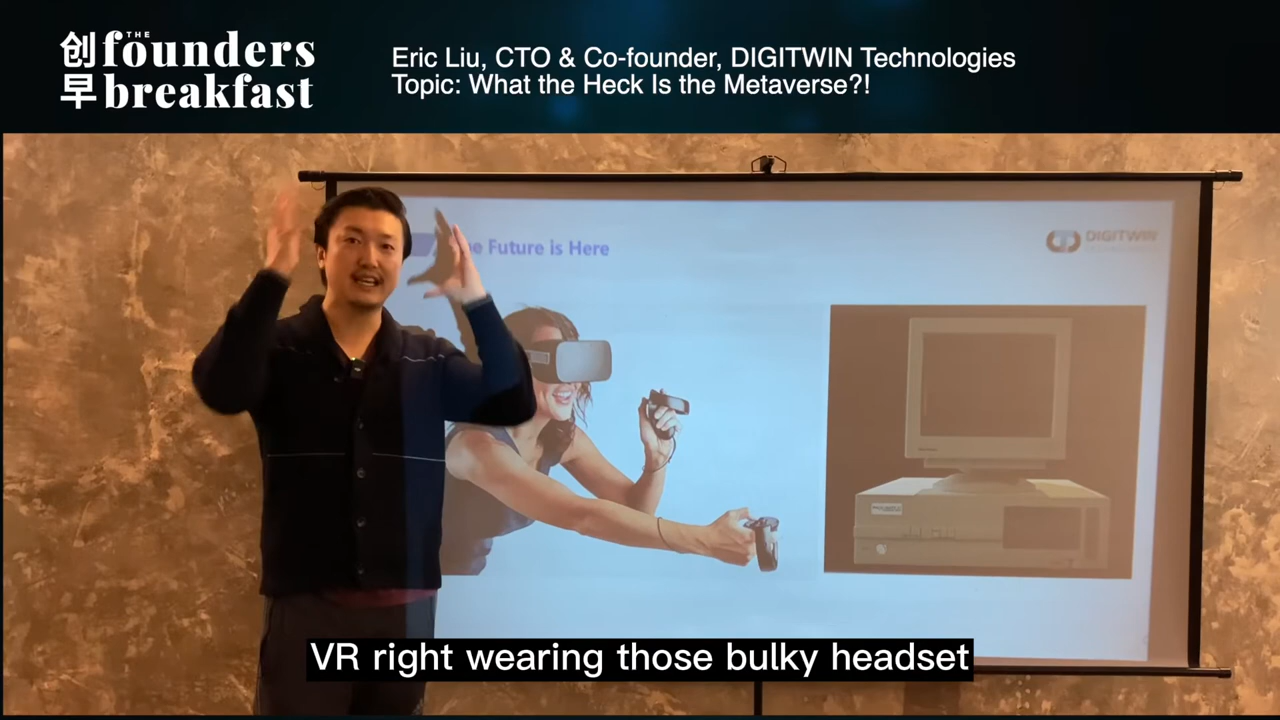 创 THE founders
早 breakfast
Eric Liu, CTO & Co-founder, DIGITWIN Technologies
Topic: What the Heck Is the Metaverse?!
Future is Here
DIGITWIN
VR right wearing those bulky headset